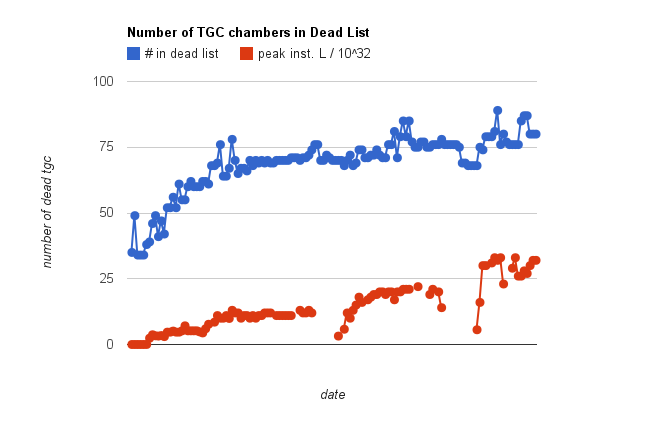 Number of TGC chambers in Dead List
# in dead list peak inst. L / 10^32
100
75
50
25
0
number of dead tgc
date